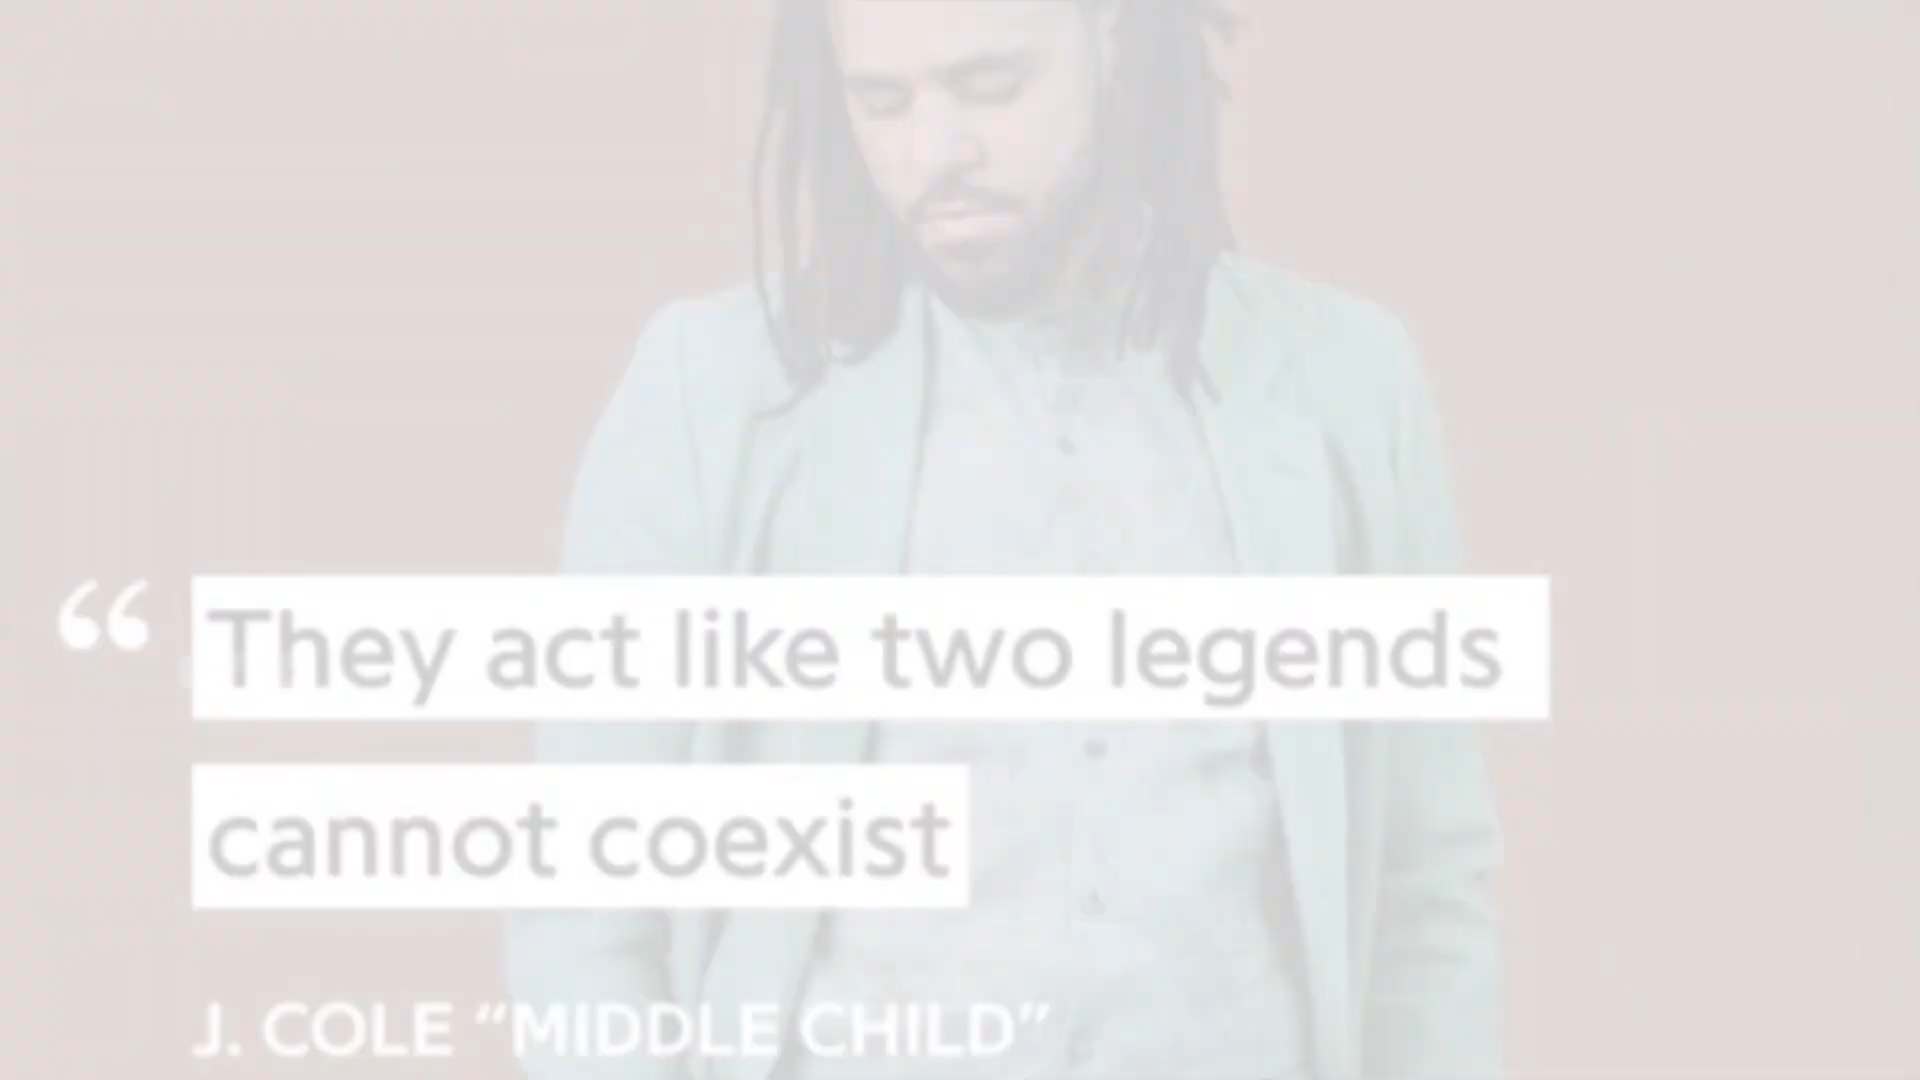 “ They act like two legends
cannot coexist
J. COLE “MIDDLE CHILD”